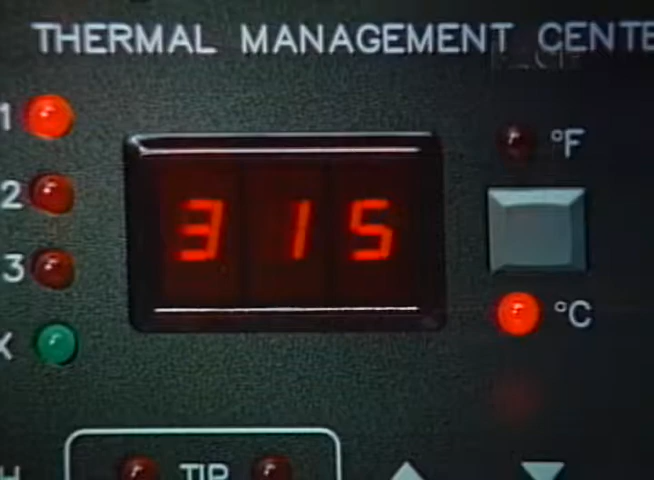 THERMAL MANAGEMENT CENTE
1
°F
2
315
3
°C
X
TIP